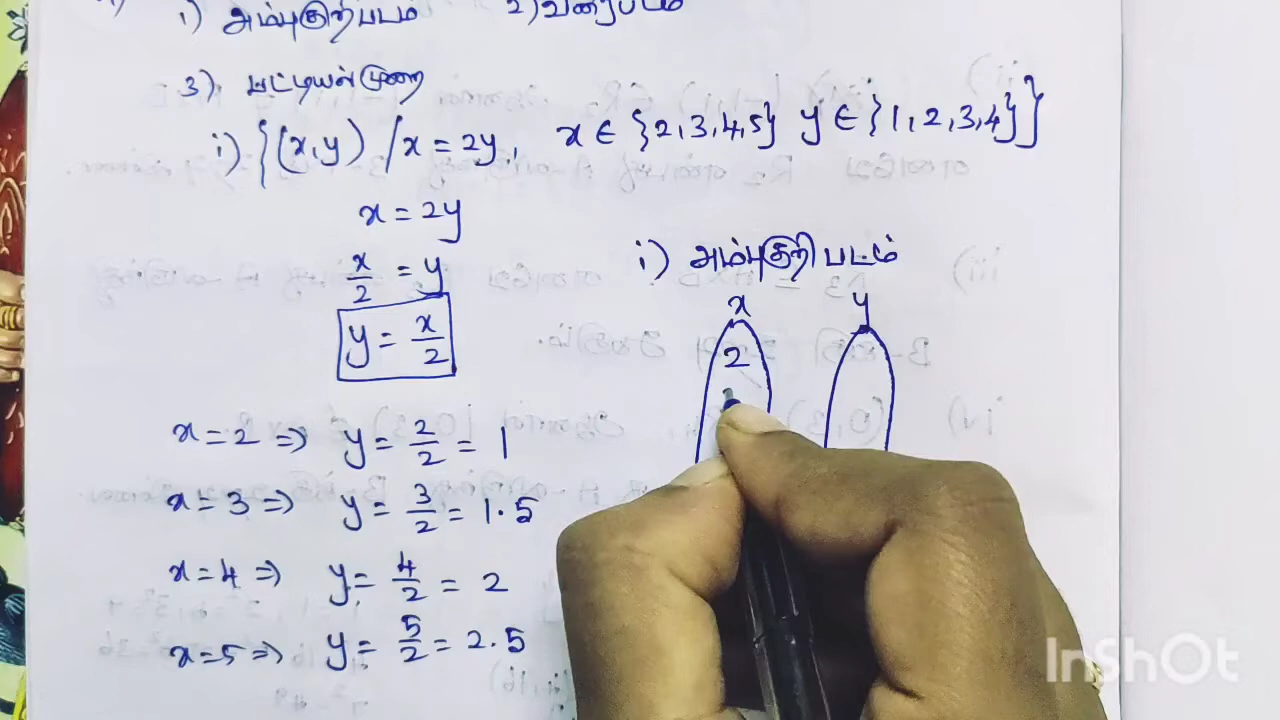 i) அம்புகுறிபடம் 2) வரைபடம்
3) பட்டியல் முறை
i) {(x,y) / x = 2y, x ∈ {2,3,4,5} y ∈ {1,2,3,4}}
x = 2y
x/2 = y
y = x/2
x = 2 => y = 2/2 = 1
x = 3 => y = 3/2 = 1.5
x = 4 => y = 4/2 = 2
x = 5 => y = 5/2 = 2.5
i) அம்புகுறி படம்
x y
2
InShOt